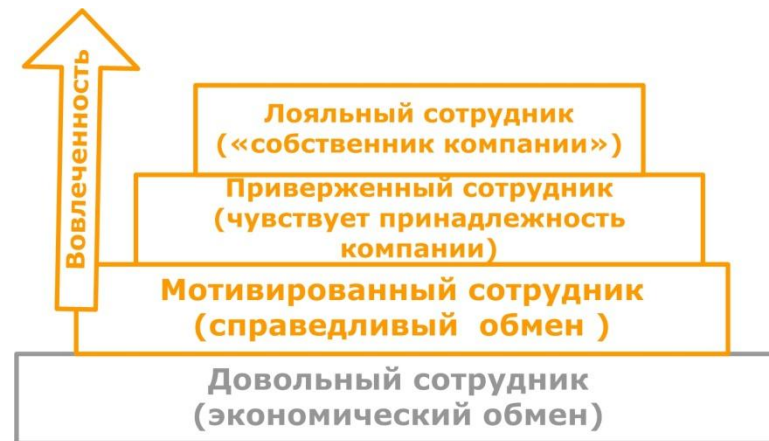 Вовлеченность
Лояльный сотрудник
(«собственник компании»)
Приверженный сотрудник
(чувствует принадлежность
компании)
Мотивированный сотрудник
(справедливый  обмен )
Довольный сотрудник
(экономический обмен)